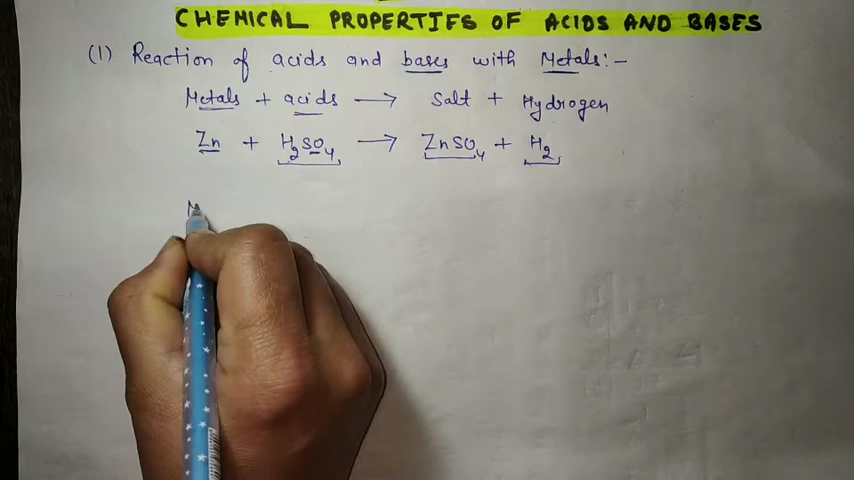 CHEMICAL PROPERTIES OF ACIDS AND BASES
(1) Reaction of acids and bases with Metals:-
Metals + acids → Salt + Hydrogen
Zn + H₂SO₄ → ZnSO₄ + H₂